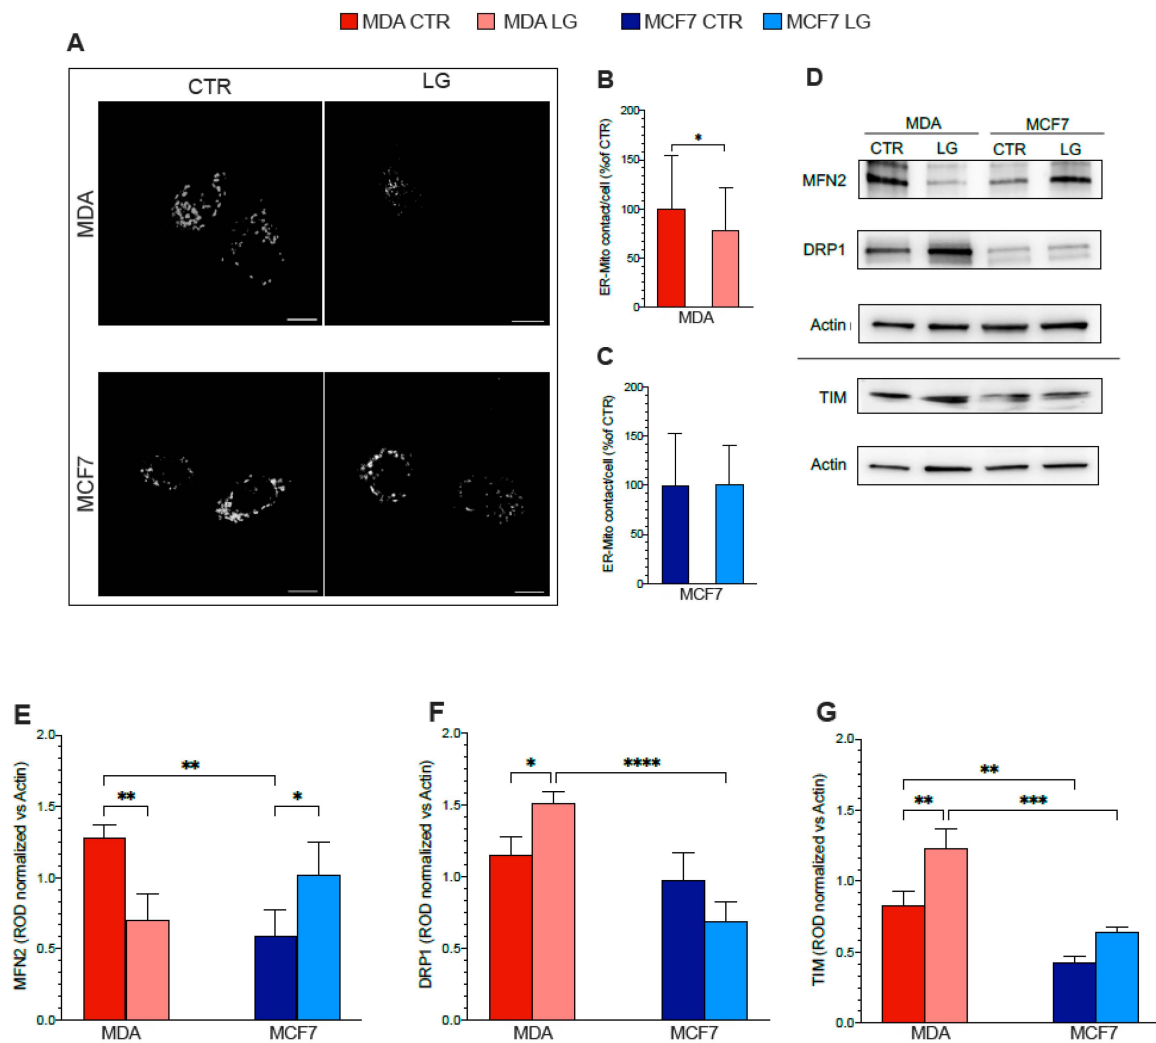 MDA CTR MDA LG MCF7 CTR MCF7 LG
A
CTR LG
MDA
MCF7
B
ER-Mito contact/cell (%of CTR)
200
150
100
50
0
*
MDA
C
ER-Mito contact/cell (%of CTR)
200
150
100
50
0
MCF7
D
MDA MCF7
CTR LG CTR LG
MFN2
DRP1
Actin
TIM
Actin
E
MFN2 (ROD normalized vs Actin)
2.0
1.5
1.0
0.5
0.0
**
**
*
MDA MCF7
F
DRP1 (ROD normalized vs Actin)
2.0
1.5
1.0
0.5
0.0
*
****
MDA MCF7
G
TIM (ROD normalized vs Actin)
2.0
1.5
1.0
0.5
0.0
**
**
***
MDA MCF7